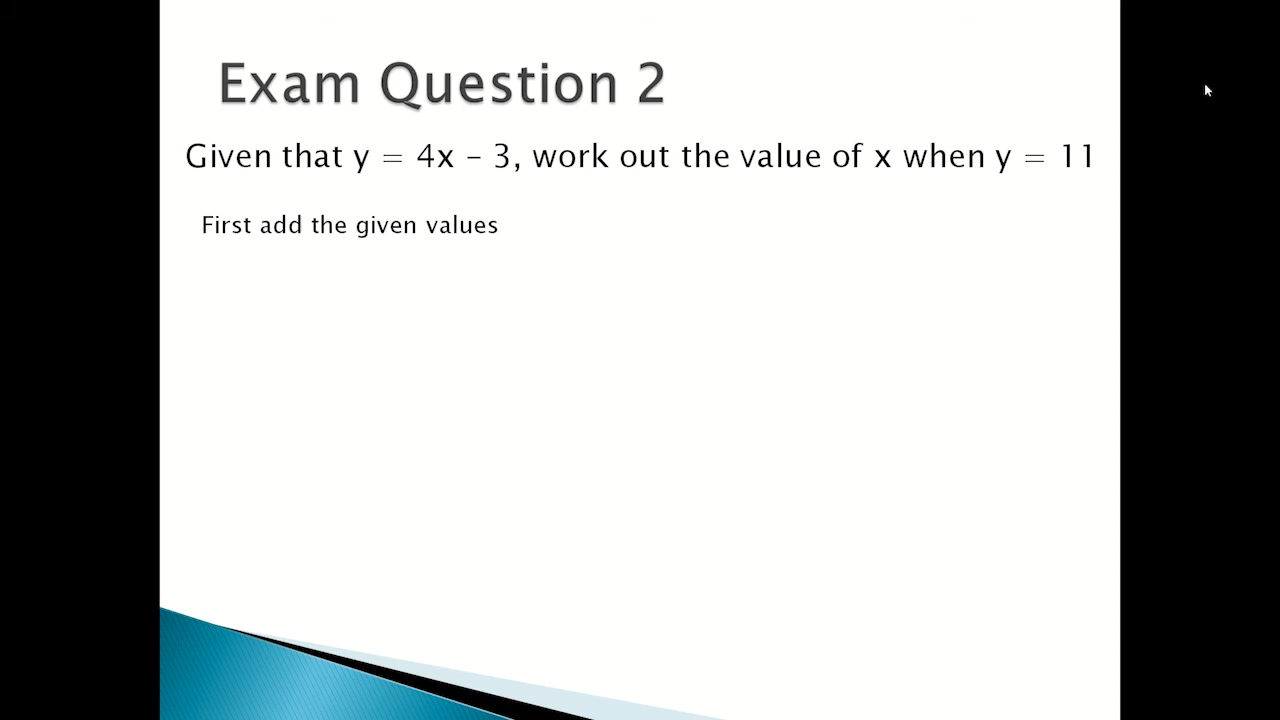 Exam Question 2
Given that y = 4x – 3, work out the value of x when y = 11
First add the given values